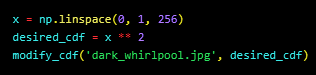 x = np.linspace(0, 1, 256)
desired_cdf = x ** 2
modify_cdf('dark_whirlpool.jpg', desired_cdf)